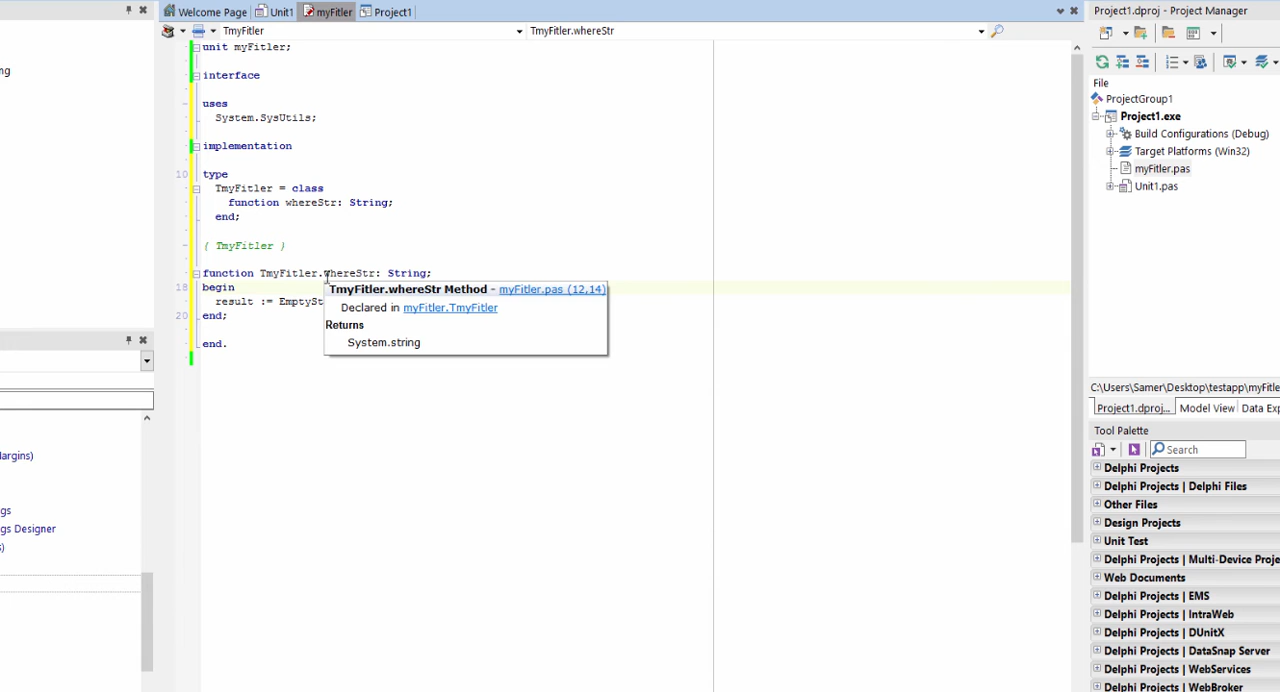 Welcome Page Unit1 myFitler Project1
TmyFitler TmyFitler.whereStr
unit myFitler;
interface
uses
System.SysUtils;
implementation
10 type
TmyFitler = class
function whereStr: String;
end;
{ TmyFitler }
function TmyFitler.whereStr: String;
18 begin
result := EmptySt
20 end;
end.
TmyFitler.whereStr Method - myFitler.pas (12,14)
Declared in myFitler.TmyFitler
Returns
System.string
ng
largins)
gs
gs Designer
s)
Project1.dproj - Project Manager
File
ProjectGroup1
Project1.exe
Build Configurations (Debug)
Target Platforms (Win32)
myFitler.pas
Unit1.pas
C:\Users\Samer\Desktop\testapp\myFitle
Project1.dproj... Model View Data Exp
Tool Palette
Search
Delphi Projects
Delphi Projects | Delphi Files
Other Files
Design Projects
Unit Test
Delphi Projects | Multi-Device Proje
Web Documents
Delphi Projects | EMS
Delphi Projects | IntraWeb
Delphi Projects | DUnitX
Delphi Projects | DataSnap Server
Delphi Projects | WebServices
Delphi Projects | WebBroker